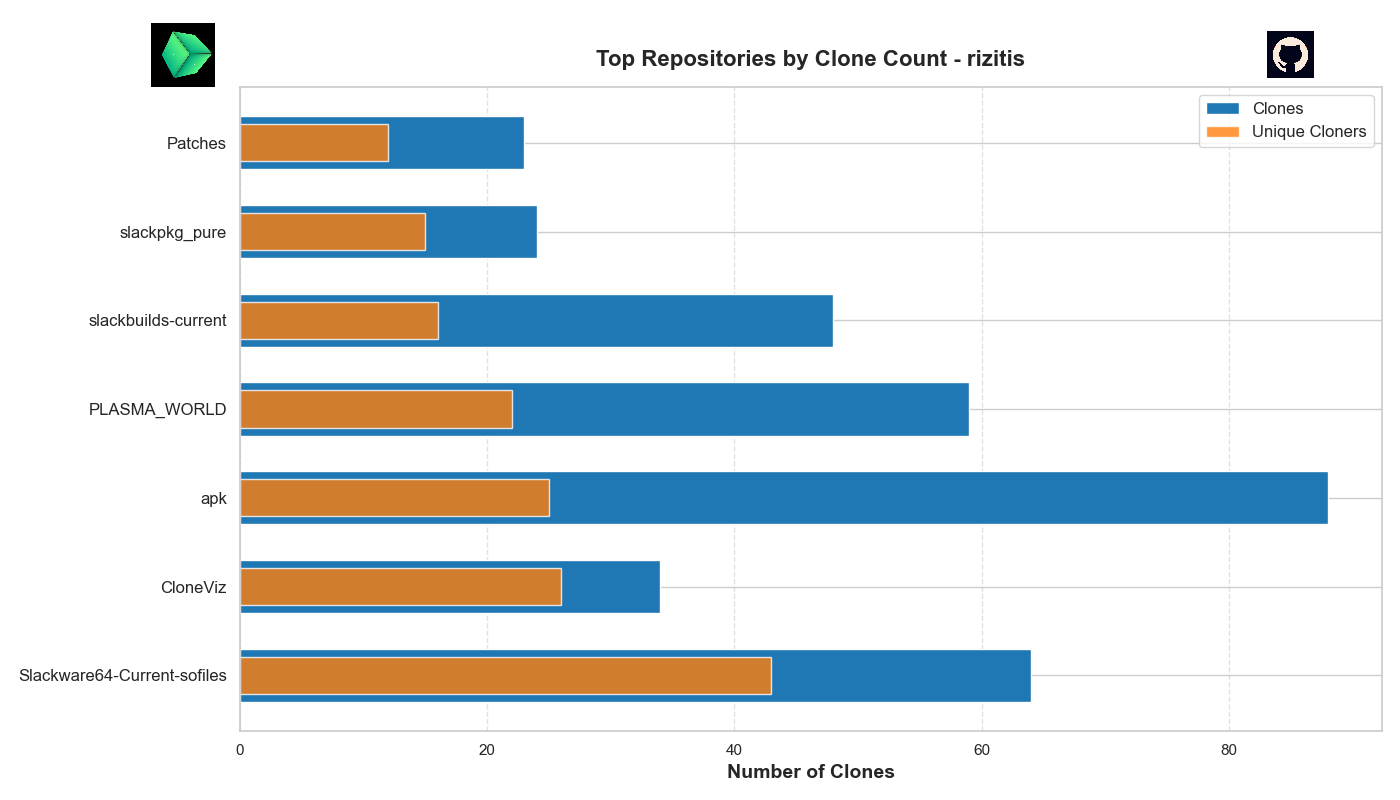 Top Repositories by Clone Count - rizitis
Clones
Unique Cloners
Patches
slackpkg_pure
slackbuilds-current
PLASMA_WORLD
apk
CloneViz
Slackware64-Current-sofiles
0 20 40 60 80
Number of Clones